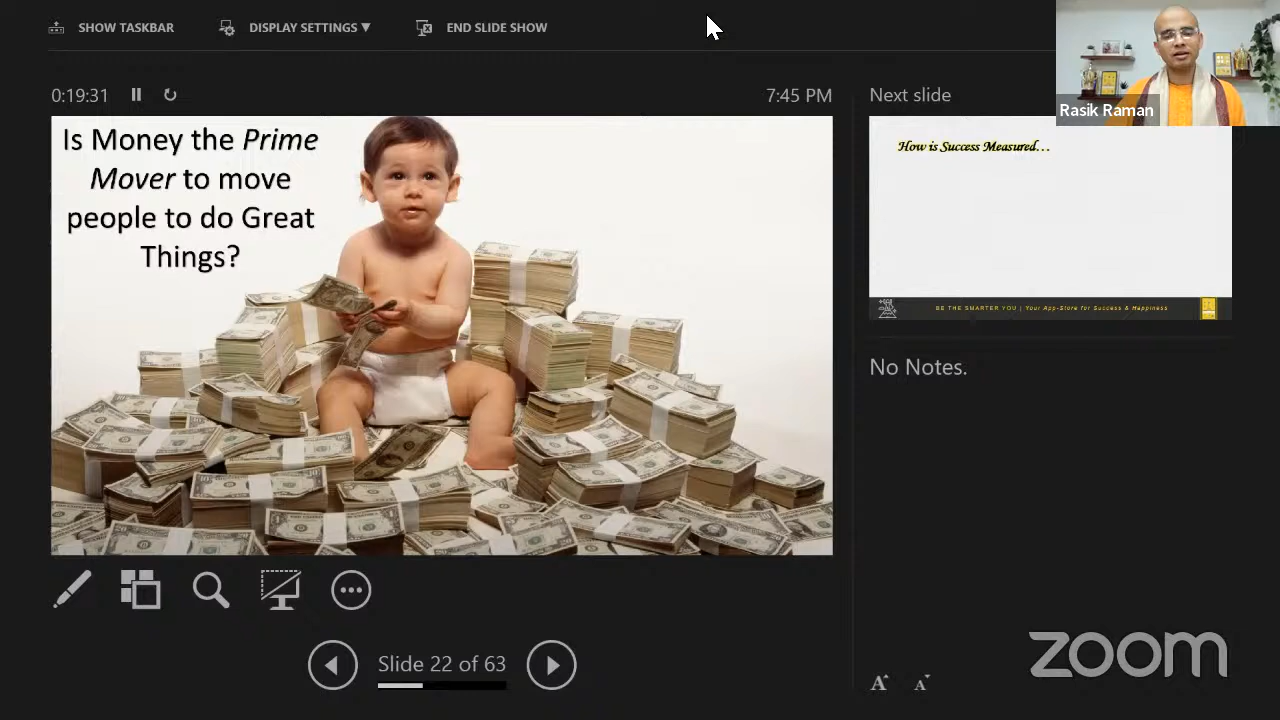 SHOW TASKBAR
DISPLAY SETTINGS ▼
END SLIDE SHOW
0:19:31
7:45 PM
Next slide
Rasik Raman
Is Money the Prime
Mover to move
people to do Great
Things?
How is Success Measured...
BE THE SMARTER YOU | Your App-Store for Success & Happiness
No Notes.
Slide 22 of 63
zoom
A A